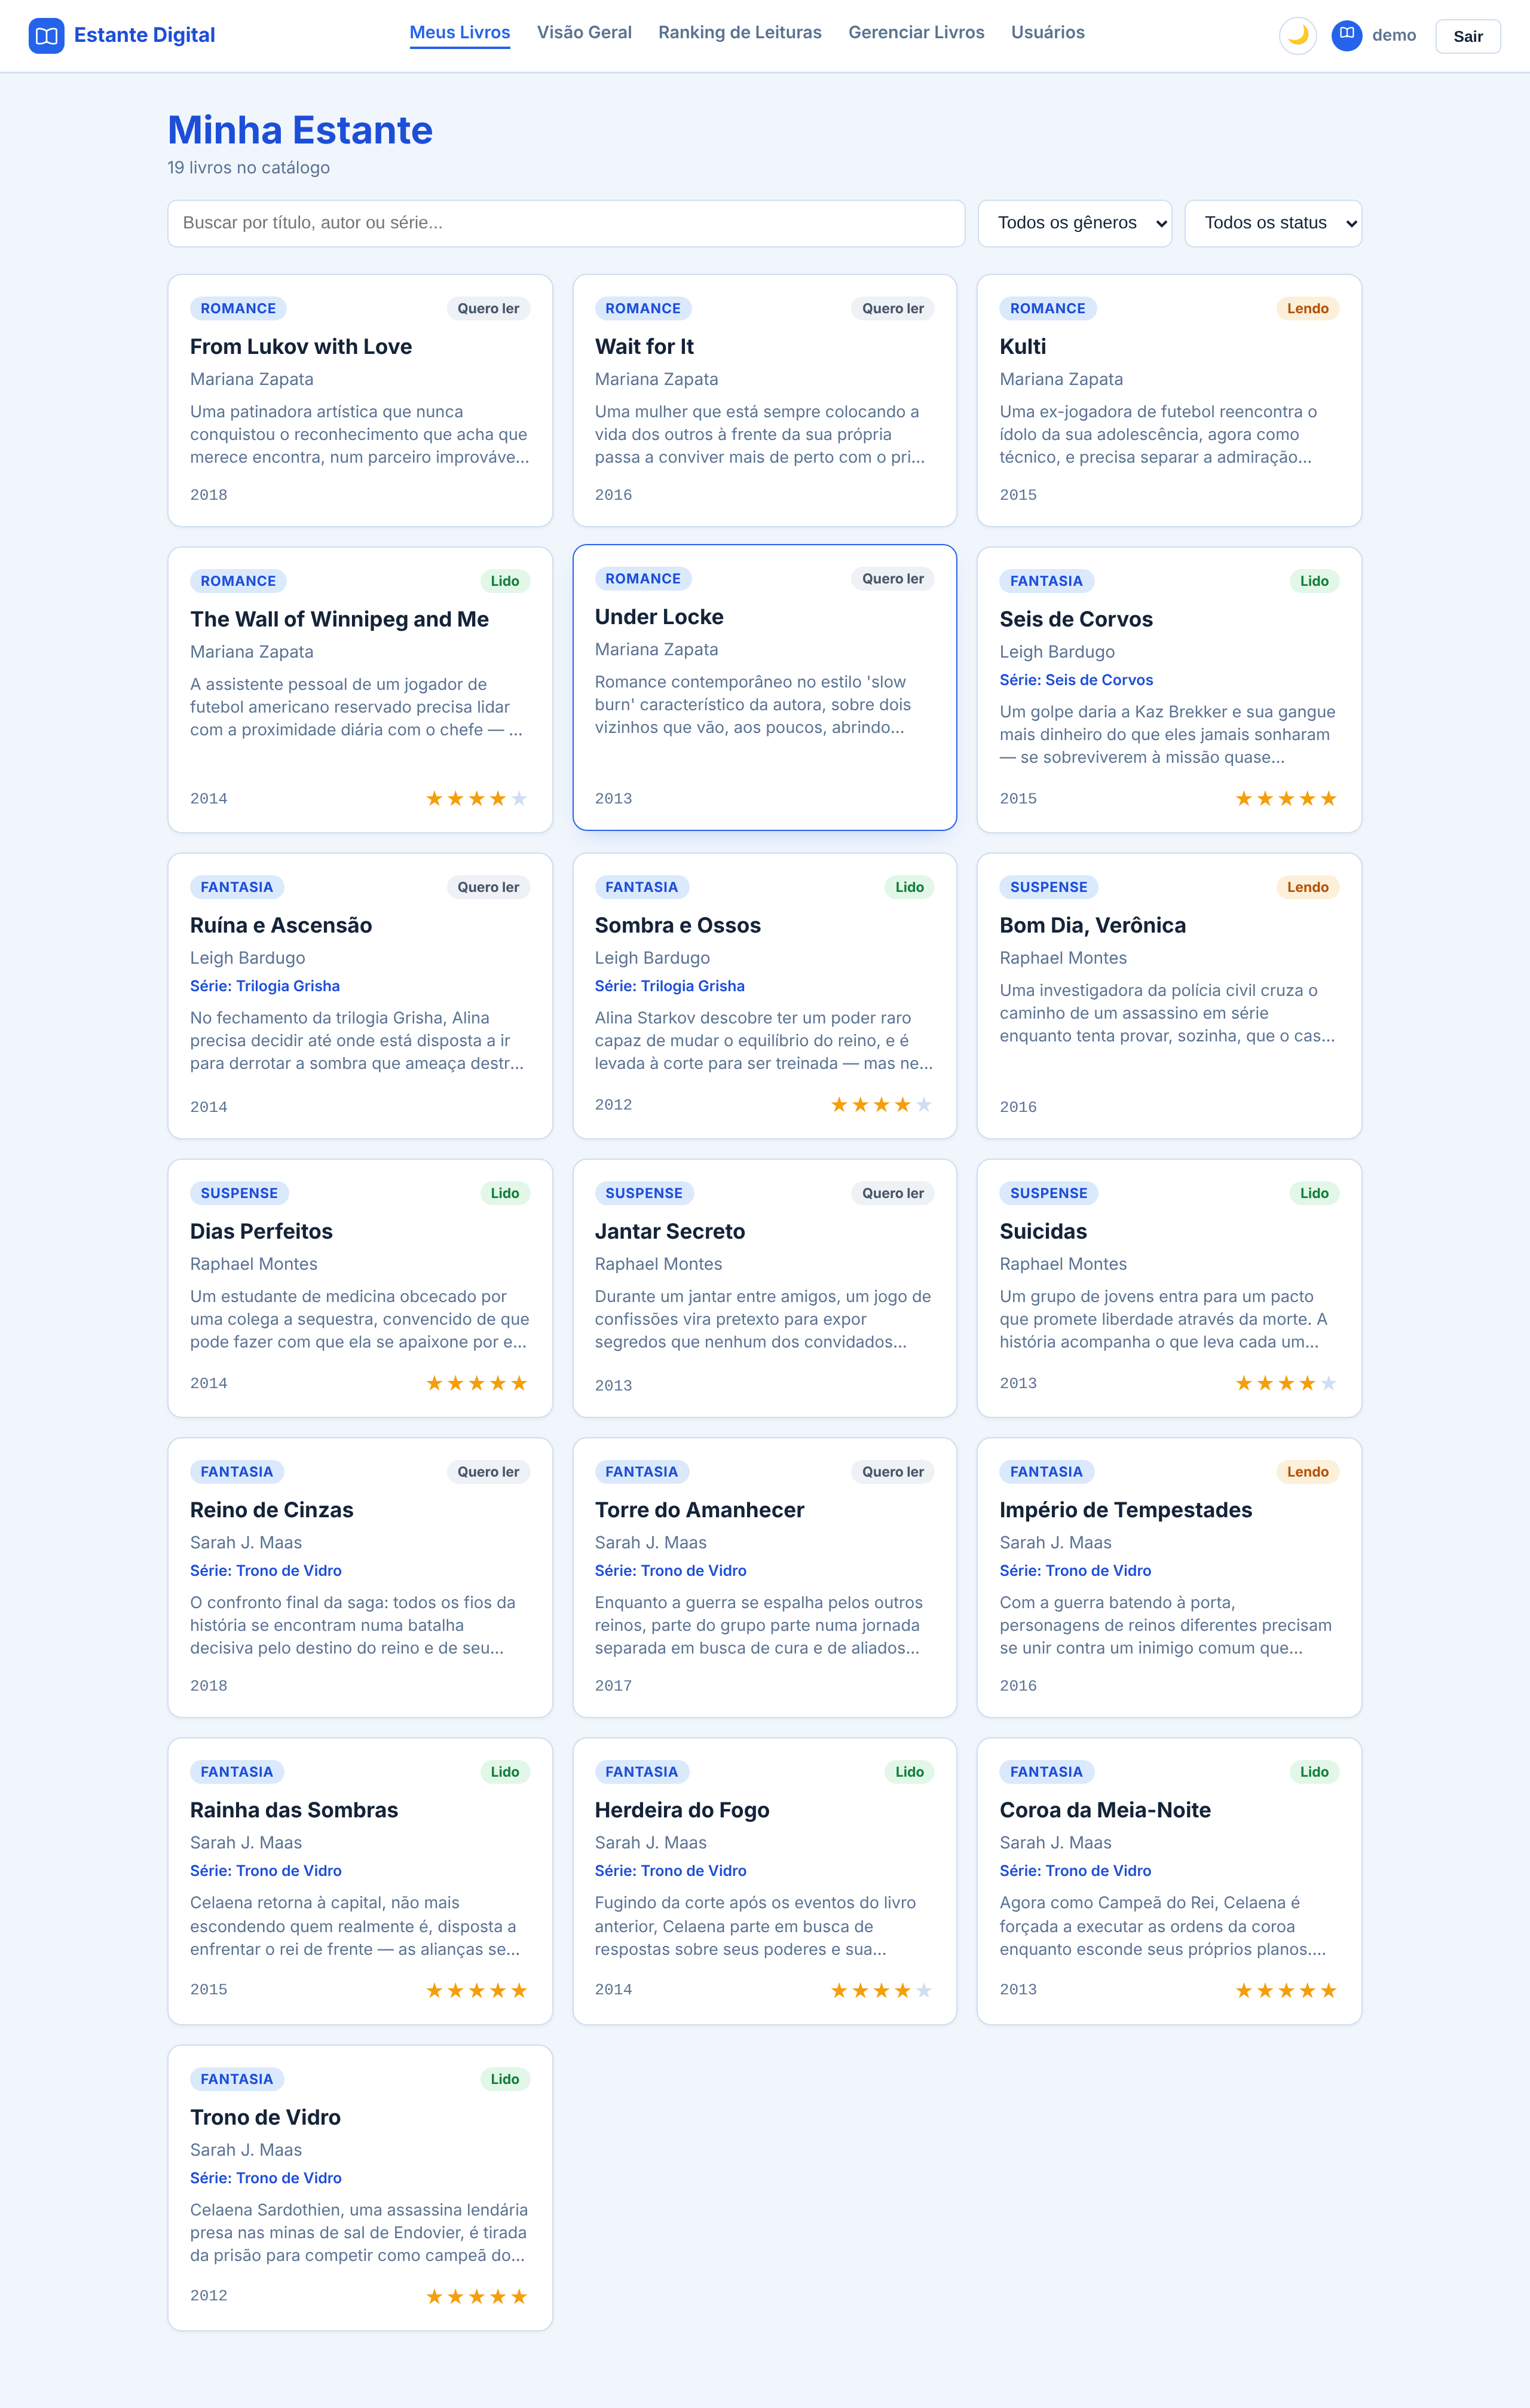 Estante Digital
Meus Livros Visão Geral Ranking de Leituras Gerenciar Livros Usuários
demo Sair
Minha Estante
19 livros no catálogo
Buscar por título, autor ou série... Todos os gêneros Todos os status
ROMANCE Quero ler
From Lukov with Love
Mariana Zapata
Uma patinadora artística que nunca
conquistou o reconhecimento que acha que
merece encontra, num parceiro improváve...
2018
ROMANCE Quero ler
Wait for It
Mariana Zapata
Uma mulher que está sempre colocando a
vida dos outros à frente da sua própria
passa a conviver mais de perto com o pri...
2016
ROMANCE Lendo
Kulti
Mariana Zapata
Uma ex-jogadora de futebol reencontra o
ídolo da sua adolescência, agora como
técnico, e precisa separar a admiração...
2015
ROMANCE Lido
The Wall of Winnipeg and Me
Mariana Zapata
A assistente pessoal de um jogador de
futebol americano reservado precisa lidar
com a proximidade diária com o chefe — ...
2014 ★★★★★
ROMANCE Quero ler
Under Locke
Mariana Zapata
Romance contemporâneo no estilo 'slow
burn' característico da autora, sobre dois
vizinhos que vão, aos poucos, abrindo...
2013
FANTASIA Lido
Seis de Corvos
Leigh Bardugo
Série: Seis de Corvos
Um golpe daria a Kaz Brekker e sua gangue
mais dinheiro do que eles jamais sonharam
— se sobreviverem à missão quase...
2015 ★★★★★
FANTASIA Quero ler
Ruína e Ascensão
Leigh Bardugo
Série: Trilogia Grisha
No fechamento da trilogia Grisha, Alina
precisa decidir até onde está disposta a ir
para derrotar a sombra que ameaça destr...
2014
FANTASIA Lido
Sombra e Ossos
Leigh Bardugo
Série: Trilogia Grisha
Alina Starkov descobre ter um poder raro
capaz de mudar o equilíbrio do reino, e é
levada à corte para ser treinada — mas ne...
2012 ★★★★★
SUSPENSE Lendo
Bom Dia, Verônica
Raphael Montes
Uma investigadora da polícia civil cruza o
caminho de um assassino em série
enquanto tenta provar, sozinha, que o cas...
2016
SUSPENSE Lido
Dias Perfeitos
Raphael Montes
Um estudante de medicina obcecado por
uma colega a sequestra, convencido de que
pode fazer com que ela se apaixone por e...
2014 ★★★★★
SUSPENSE Quero ler
Jantar Secreto
Raphael Montes
Durante um jantar entre amigos, um jogo de
confissões vira pretexto para expor
segredos que nenhum dos convidados...
2013
SUSPENSE Lido
Suicidas
Raphael Montes
Um grupo de jovens entra para um pacto
que promete liberdade através da morte. A
história acompanha o que leva cada um...
2013 ★★★★★
FANTASIA Quero ler
Reino de Cinzas
Sarah J. Maas
Série: Trono de Vidro
O confronto final da saga: todos os fios da
história se encontram numa batalha
decisiva pelo destino do reino e de seu...
2018
FANTASIA Quero ler
Torre do Amanhecer
Sarah J. Maas
Série: Trono de Vidro
Enquanto a guerra se espalha pelos outros
reinos, parte do grupo parte numa jornada
separada em busca de cura e de aliados...
2017
FANTASIA Lendo
Império de Tempestades
Sarah J. Maas
Série: Trono de Vidro
Com a guerra batendo à porta,
personagens de reinos diferentes precisam
se unir contra um inimigo comum que...
2016
FANTASIA Lido
Rainha das Sombras
Sarah J. Maas
Série: Trono de Vidro
Celaena retorna à capital, não mais
escondendo quem realmente é, disposta a
enfrentar o rei de frente — as alianças se...
2015 ★★★★★
FANTASIA Lido
Herdeira do Fogo
Sarah J. Maas
Série: Trono de Vidro
Fugindo da corte após os eventos do livro
anterior, Celaena parte em busca de
respostas sobre seus poderes e sua...
2014 ★★★★★
FANTASIA Lido
Coroa da Meia-Noite
Sarah J. Maas
Série: Trono de Vidro
Agora como Campeã do Rei, Celaena é
forçada a executar as ordens da coroa
enquanto esconde seus próprios planos....
2013 ★★★★★
FANTASIA Lido
Trono de Vidro
Sarah J. Maas
Série: Trono de Vidro
Celaena Sardothien, uma assassina lendária
presa nas minas de sal de Endovier, é tirada
da prisão para competir como campeã do...
2012 ★★★★★